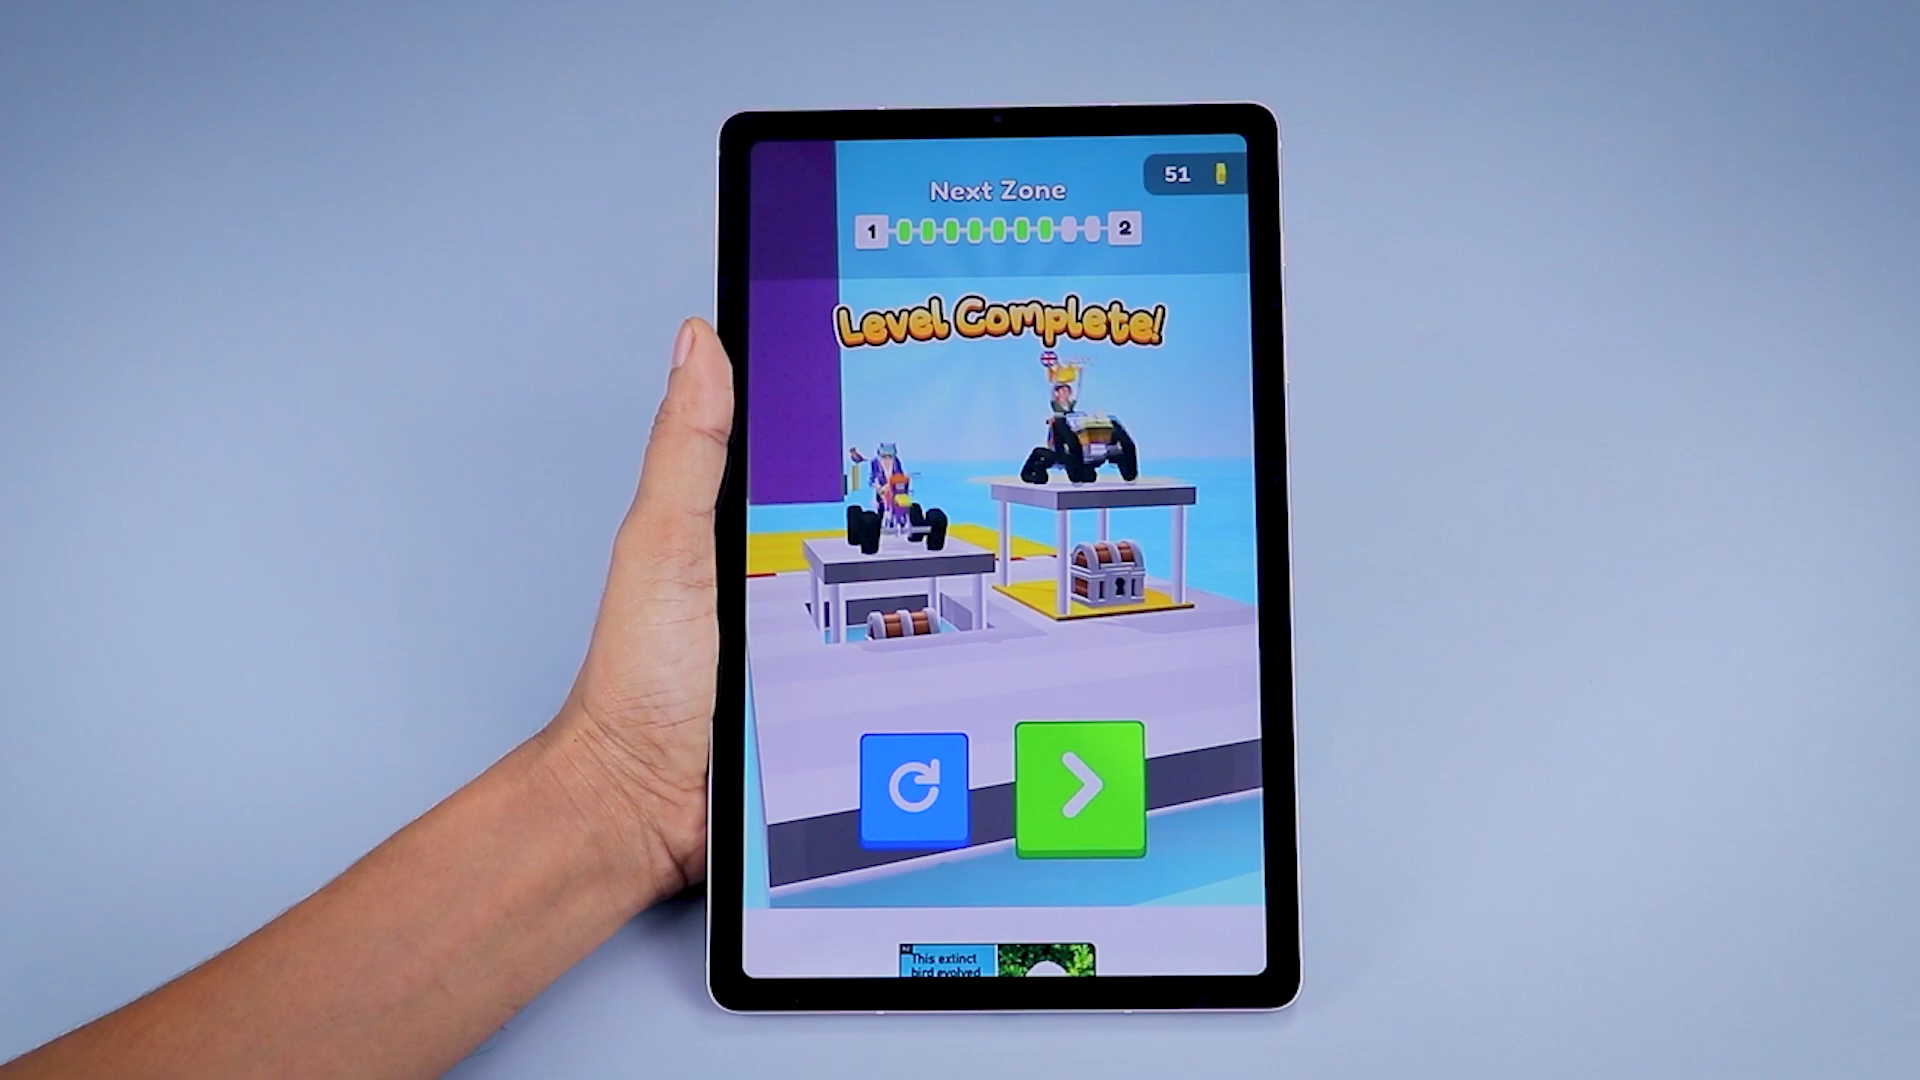 51
Next Zone
1 2
Level Complete!
This extinct
bird evolved